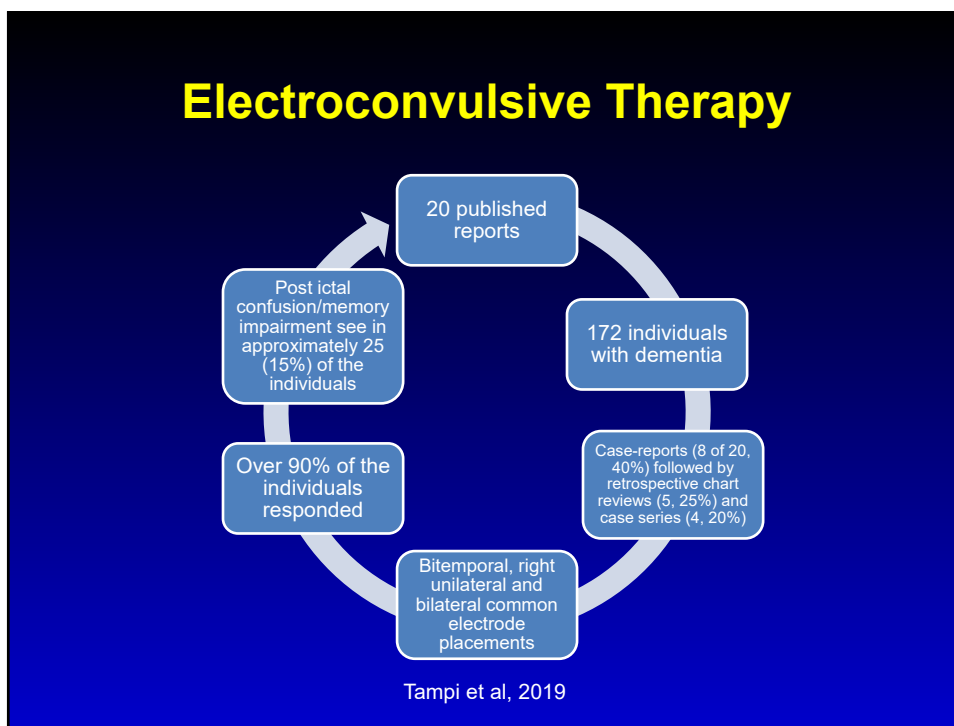 Electroconvulsive Therapy
20 published
reports
172 individuals
with dementia
Case-reports (8 of 20,
40%) followed by
retrospective chart
reviews (5, 25%) and
case series (4, 20%)
Bitemporal, right
unilateral and
bilateral common
electrode
placements
Over 90% of the
individuals
responded
Post ictal
confusion/memory
impairment see in
approximately 25
(15%) of the
individuals
Tampi et al, 2019